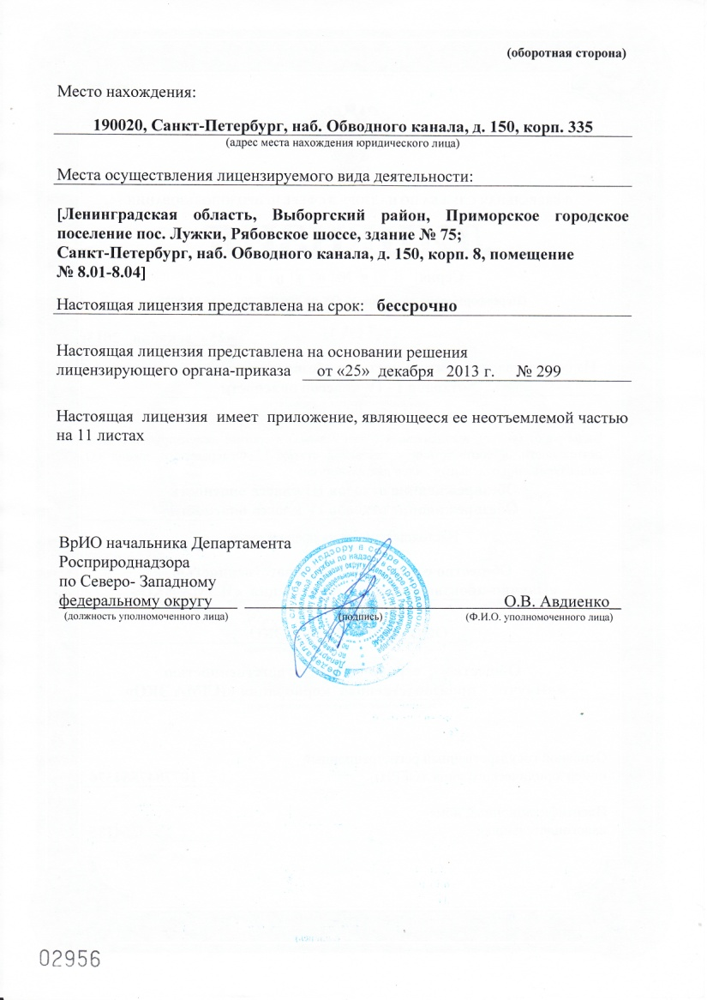 (оборотная сторона)
Место нахождения:
190020, Санкт-Петербург, наб. Обводного канала, д. 150, корп. 335
(адрес места нахождения юридического лица)
Места осуществления лицензируемого вида деятельности:
[Ленинградская область, Выборгский район, Приморское городское
поселение пос. Лужки, Рябовское шоссе, здание № 75;
Санкт-Петербург, наб. Обводного канала, д. 150, корп. 8, помещение
№ 8.01-8.04]
Настоящая лицензия представлена на срок: бессрочно
Настоящая лицензия представлена на основании решения
лицензирующего органа-приказа от «25» декабря 2013 г. № 299
Настоящая лицензия имеет приложение, являющееся ее неотъемлемой частью
на 11 листах
ВрИО начальника Департамента
Росприроднадзора
по Северо- Западному
федеральному округу О.В. Авдиенко
(должность уполномоченного лица) (подпись) (Ф.И.О. уполномоченного лица)
Федеральная служба по надзору в сфере
02956